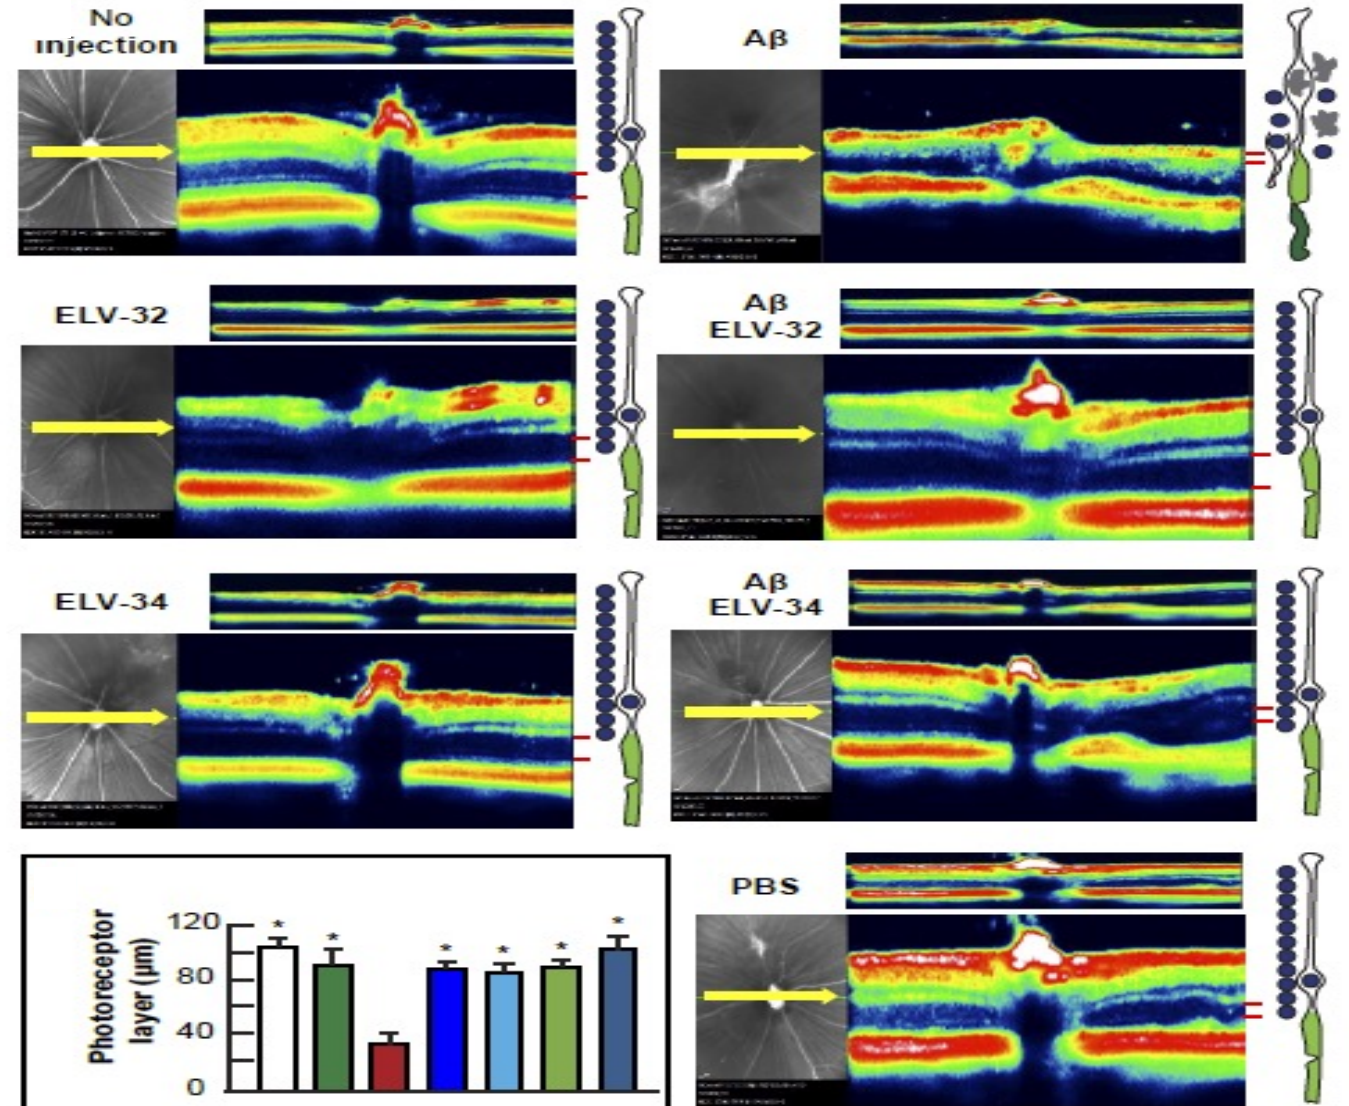 No
injection
Aβ
ELV-32
Aβ
ELV-32
ELV-34
Aβ
ELV-34
PBS
Photoreceptor
layer (μm)
120
80
40
0
*
*
*
*
*
*